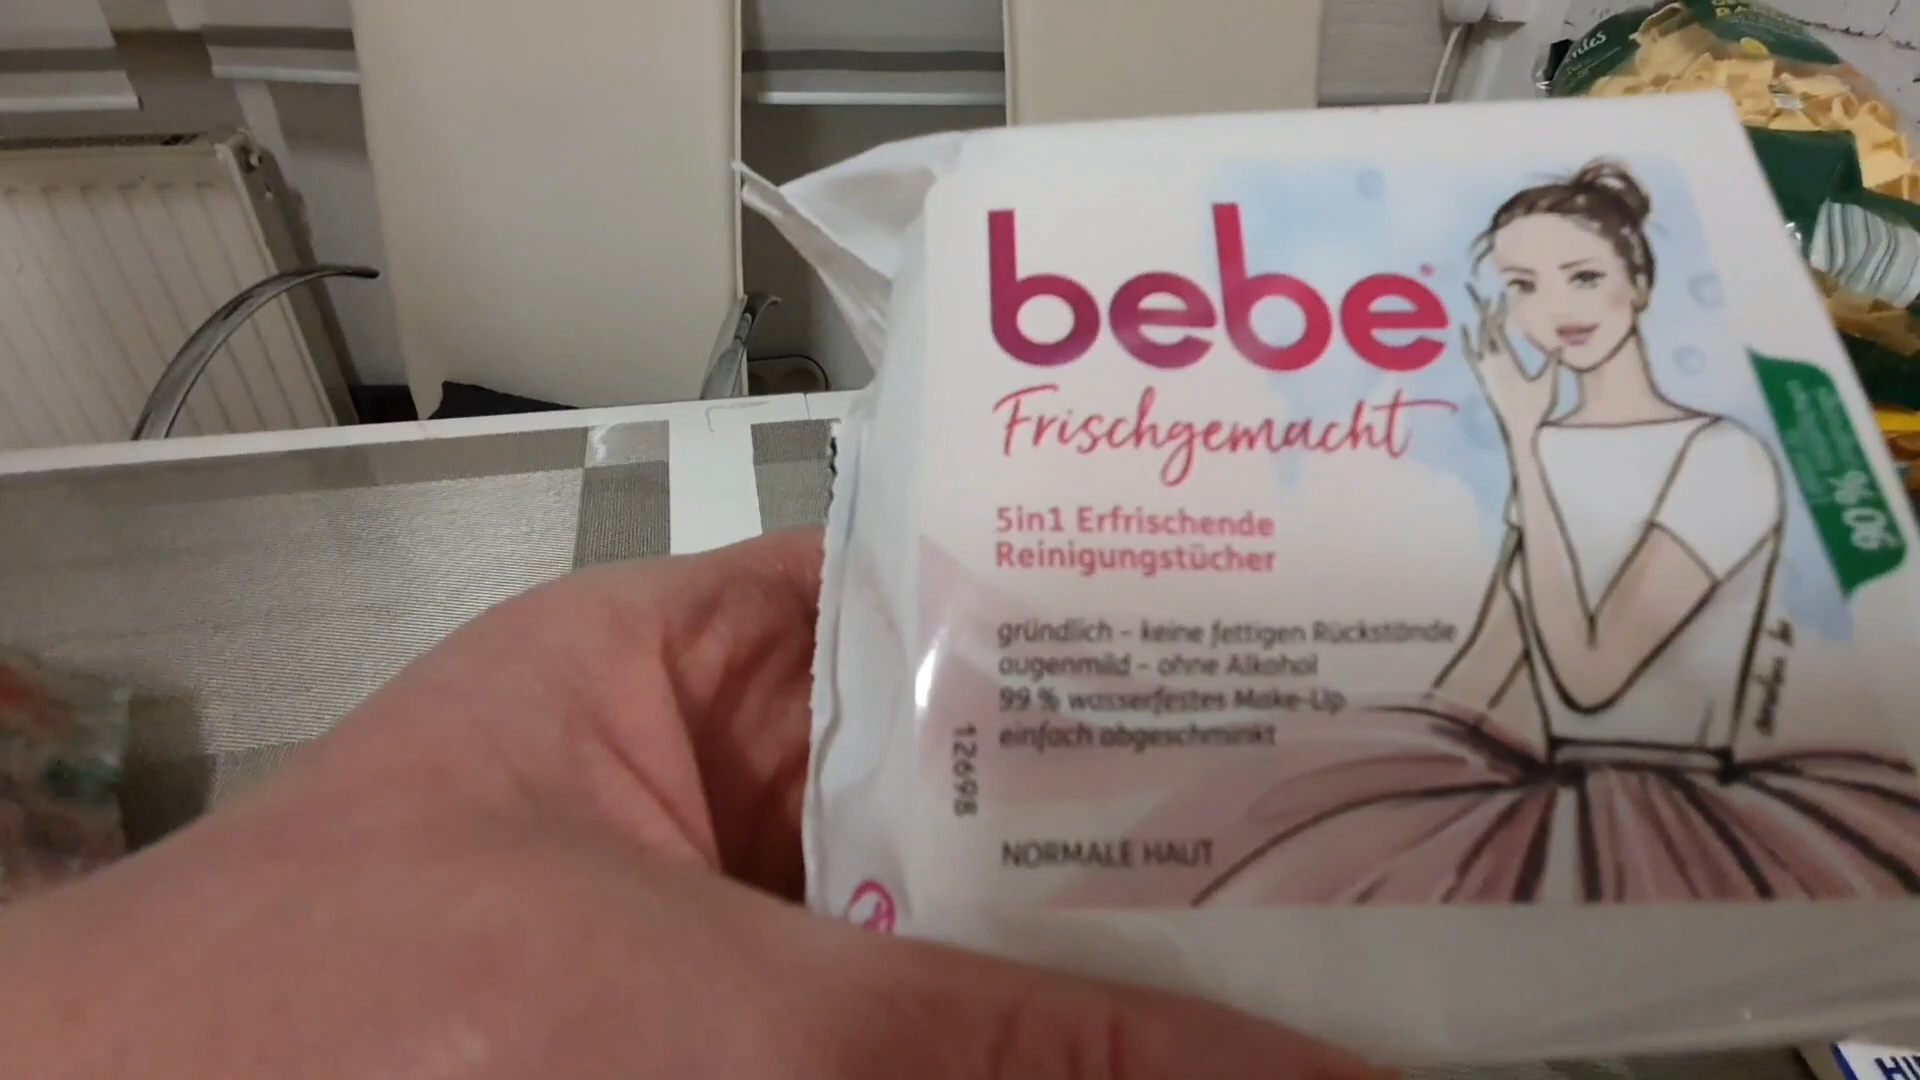 bebe®
Frischgemacht
5in1 Erfrischende
Reinigungstücher
gründlich – keine fettigen Rückstände
augenmild – ohne Alkohol
99 % wasserfestes Make-Up
einfach abgeschminkt
12698
NORMALE HAUT
90%